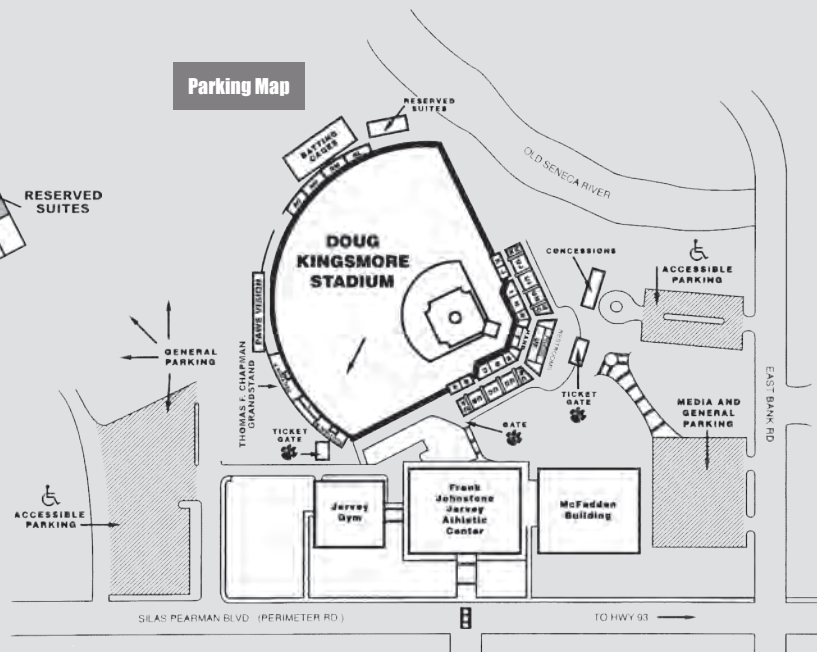 Parking Map
RESERVED
SUITES
BATTING
CAGES
OLD SENECA RIVER
RESERVED
SUITES
DOUG
KINGSMORE
STADIUM
CONCESSIONS
ACCESSIBLE
PARKING
PAWS VISION
GENERAL
PARKING
THOMAS F. CHAPMAN
GRANDSTAND
TICKET
GATE
EAST BANK RD
MEDIA AND
GENERAL
PARKING
TICKET
GATE
GATE
ACCESSIBLE
PARKING
Jervey
Gym
Frank
Johnstone
Jervey
Athletic
Center
McFadden
Building
SILAS PEARMAN BLVD (PERIMETER RD.)
TO HWY 93